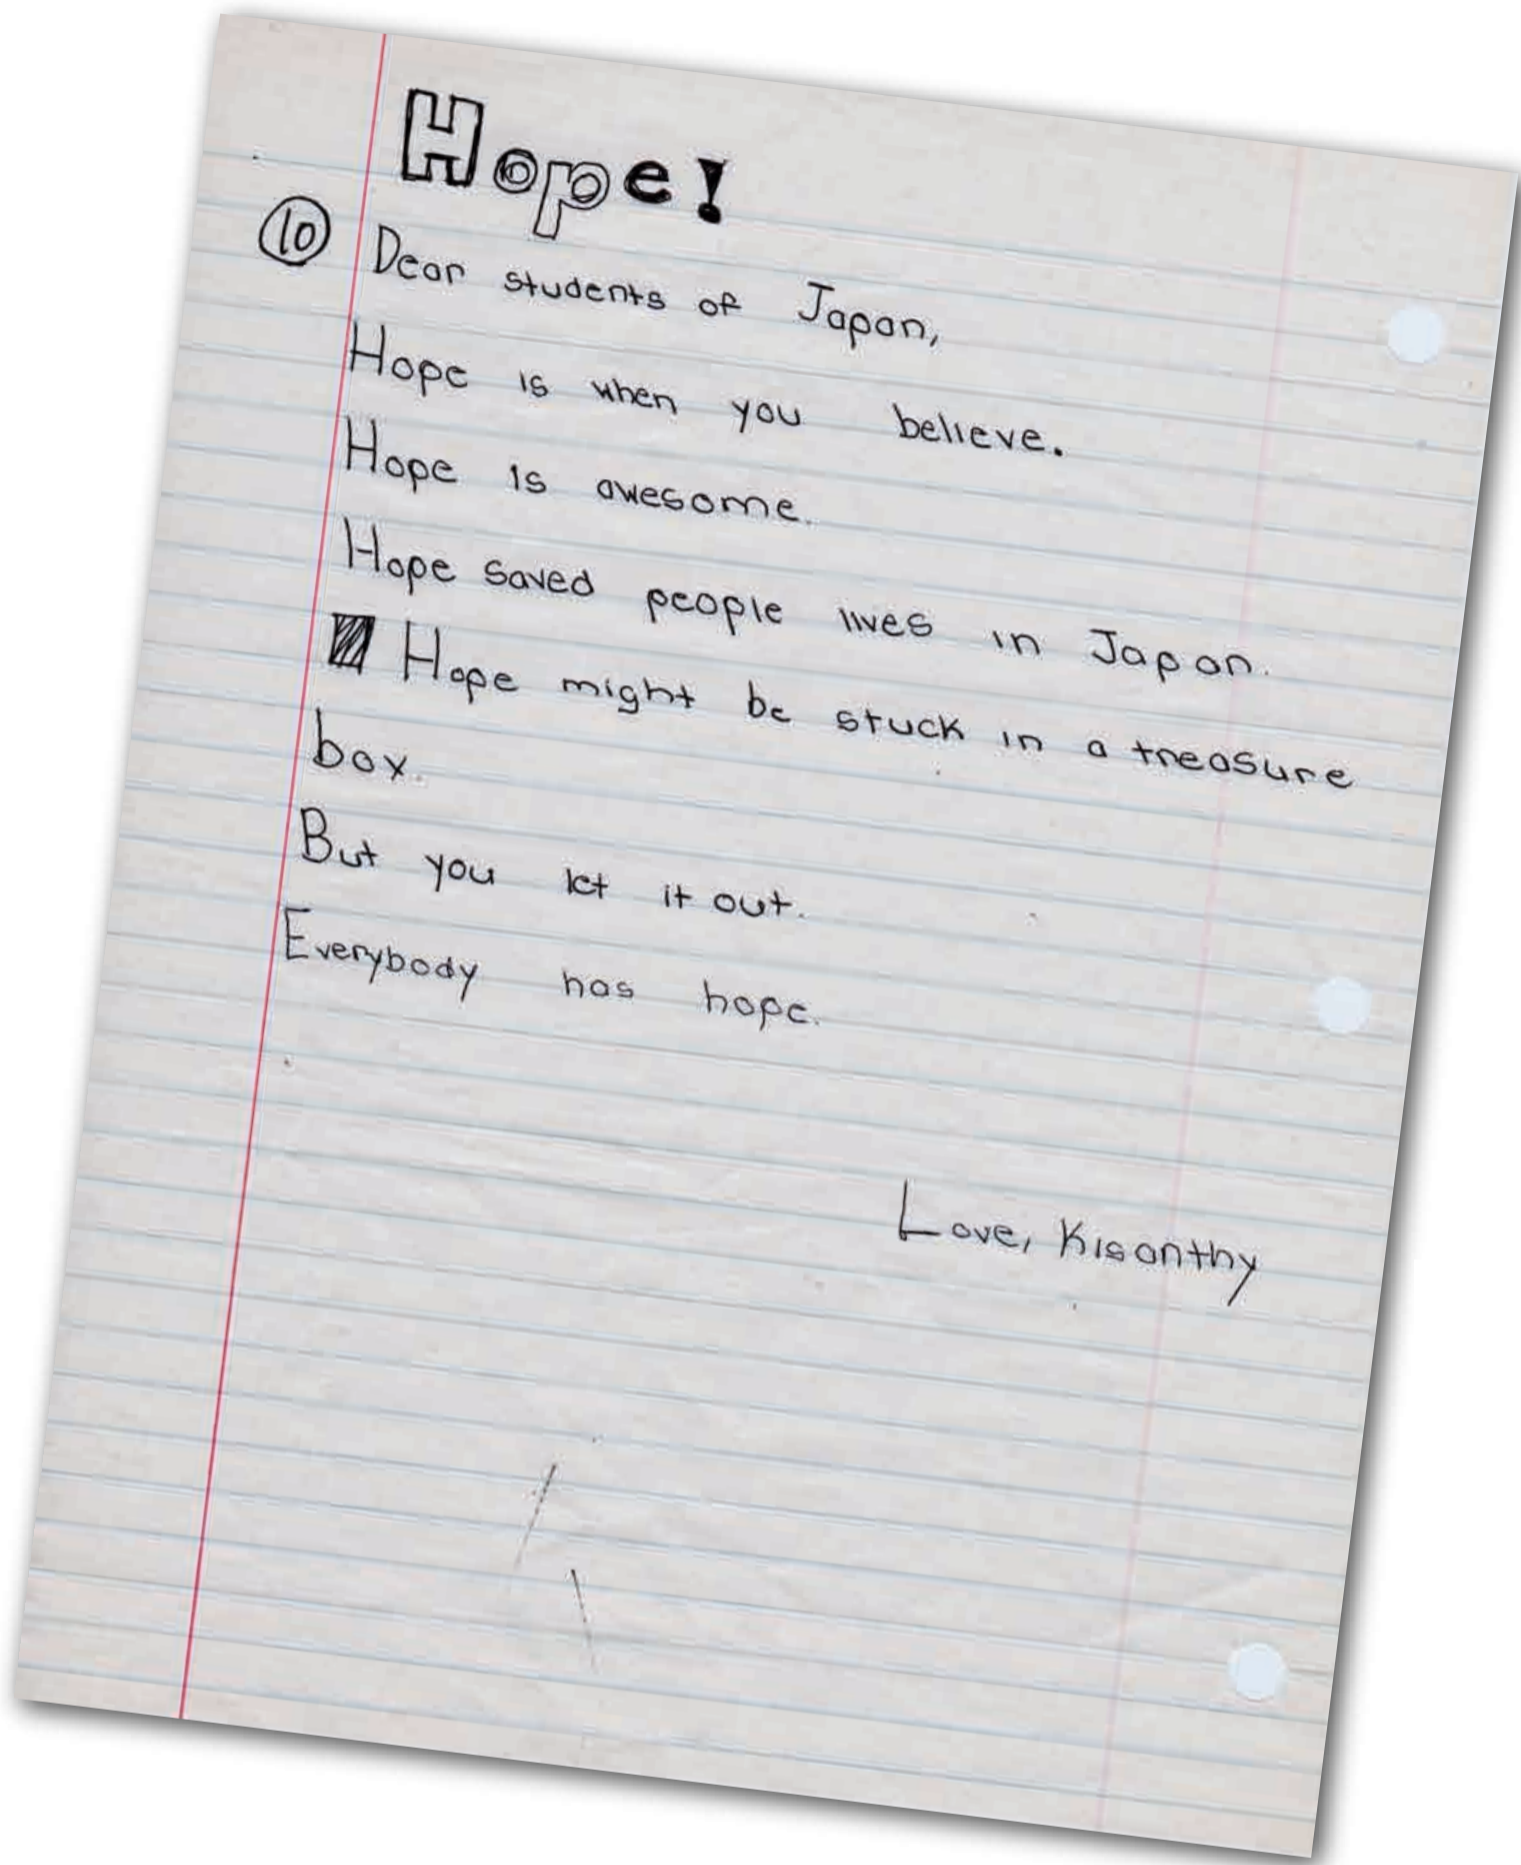 Hope!
10 Dear students of Japan,
Hope is when you believe.
Hope is awesome.
Hope saved people lives in Japan.
Hope might be stuck in a treasure
box.
But you let it out.
Everybody has hope.
Love, Kisanthy